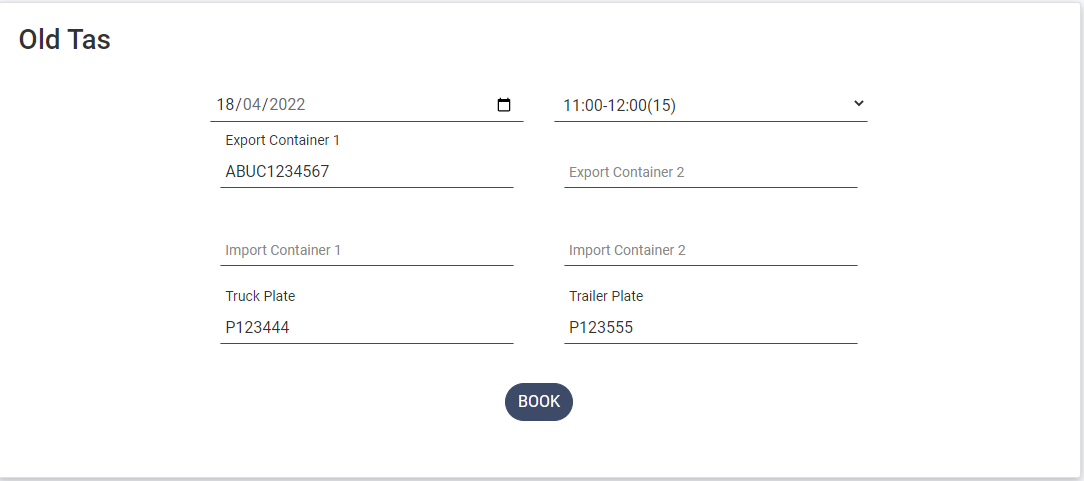 Old Tas
18/04/2022
11:00-12:00(15)
Export Container 1
ABUC1234567
Export Container 2
Import Container 1
Import Container 2
Truck Plate
Trailer Plate
P123444
P123555
BOOK